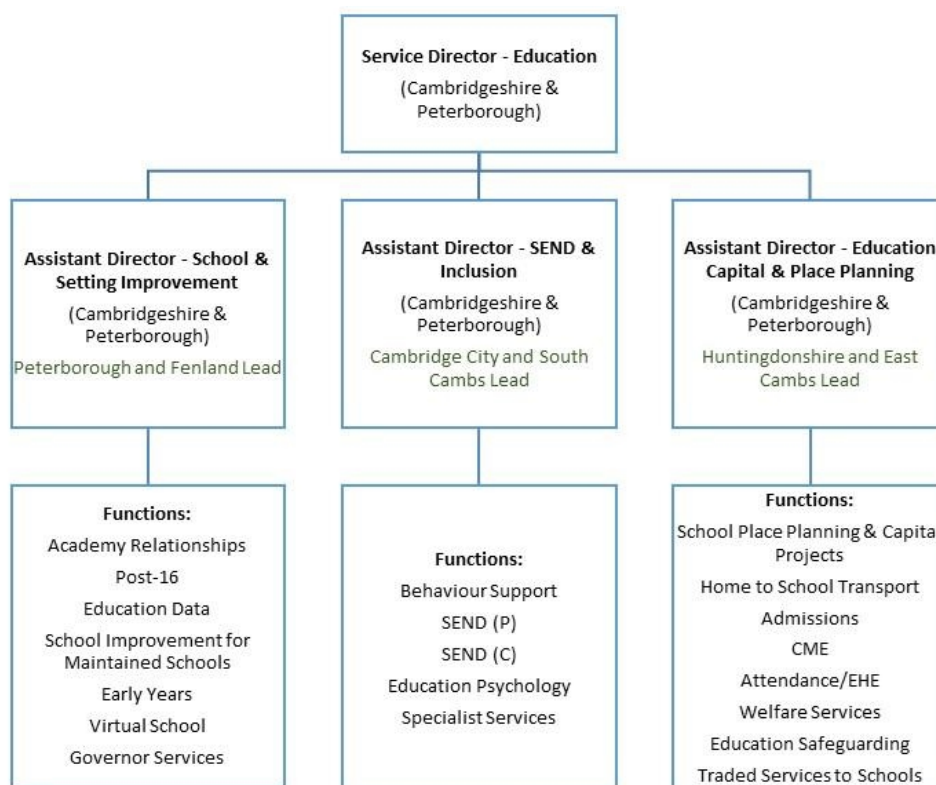 Service Director - Education
(Cambridgeshire &
Peterborough)
Assistant Director - School &
Setting Improvement
(Cambridgeshire &
Peterborough)
Peterborough and Fenland Lead
Assistant Director - SEND &
Inclusion
(Cambridgeshire &
Peterborough)
Cambridge City and South
Cambs Lead
Assistant Director - Education
Capital & Place Planning
(Cambridgeshire &
Peterborough)
Huntingdonshire and East
Cambs Lead
Functions:
Academy Relationships
Post-16
Education Data
School Improvement for
Maintained Schools
Early Years
Virtual School
Governor Services
Functions:
Behaviour Support
SEND (P)
SEND (C)
Education Psychology
Specialist Services
Functions:
School Place Planning & Capital
Projects
Home to School Transport
Admissions
CME
Attendance/EHE
Welfare Services
Education Safeguarding
Traded Services to Schools